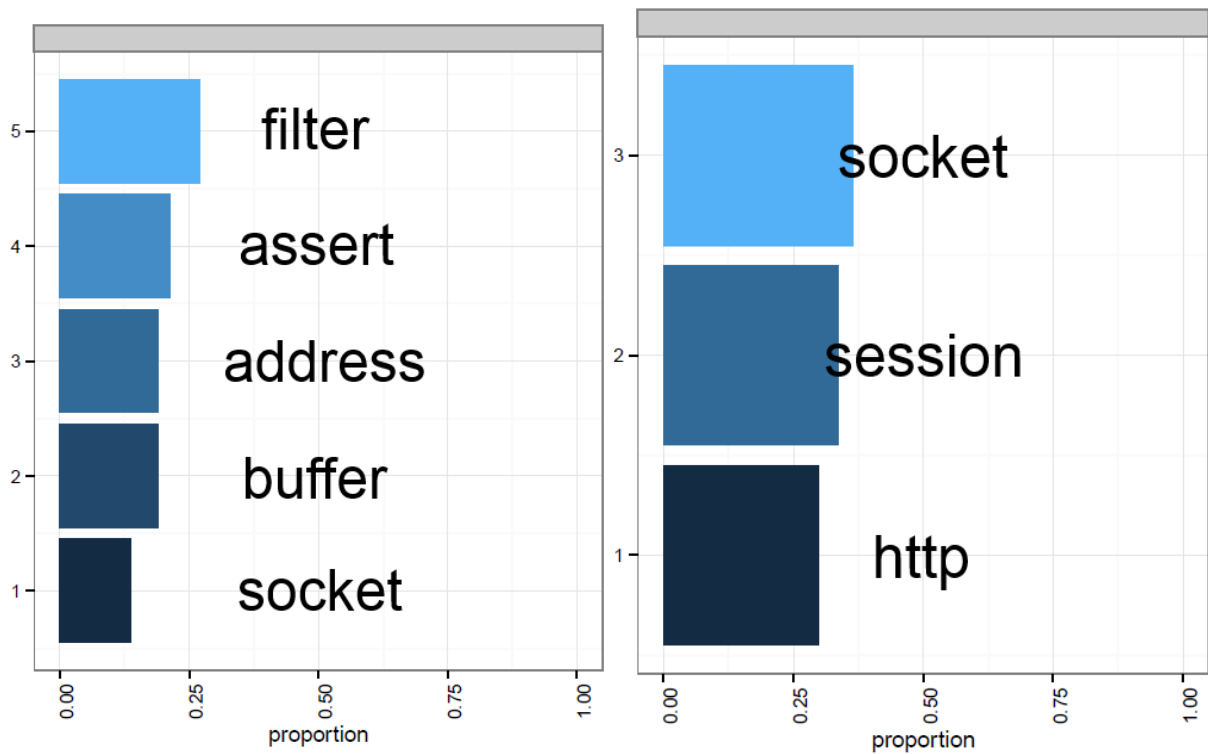 5
filter
4
assert
3
address
2
buffer
1
socket
0.00
0.25
0.50
0.75
1.00
proportion
3
socket
2
session
1
http
0.00
0.25
0.50
0.75
1.00
proportion